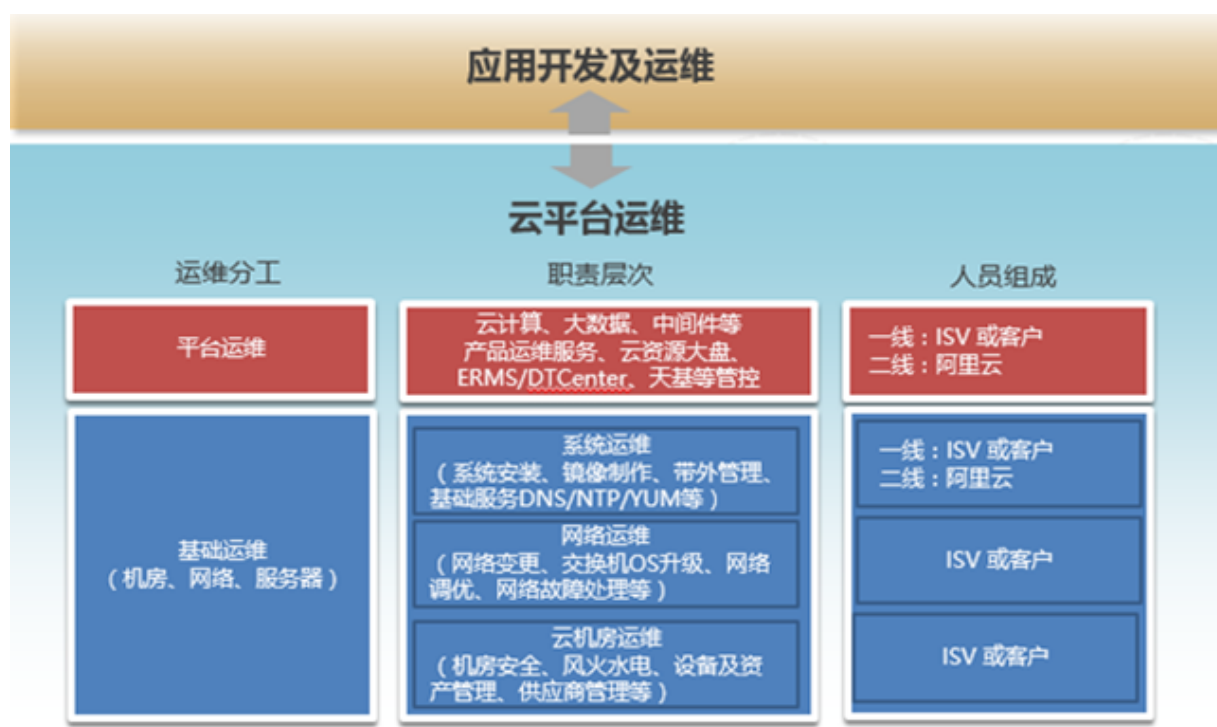 应用开发及运维
云平台运维
运维分工
职责层次
人员组成
平台运维
云计算、大数据、中间件等
产品运维服务、云资源大盘、
ERMS/DTCenter、天基等管控
一线：ISV 或客户
二线：阿里云
基础运维
（机房、网络、服务器）
系统运维
（系统安装、镜像制作、带外管理、
基础服务DNS/NTP/YUM等）
一线：ISV 或客户
二线：阿里云
网络运维
（网络变更、交换机OS升级、网络
调优、网络故障处理等）
ISV 或客户
云机房运维
（机房安全、风火水电、设备及资
产管理、供应商管理等）
ISV 或客户